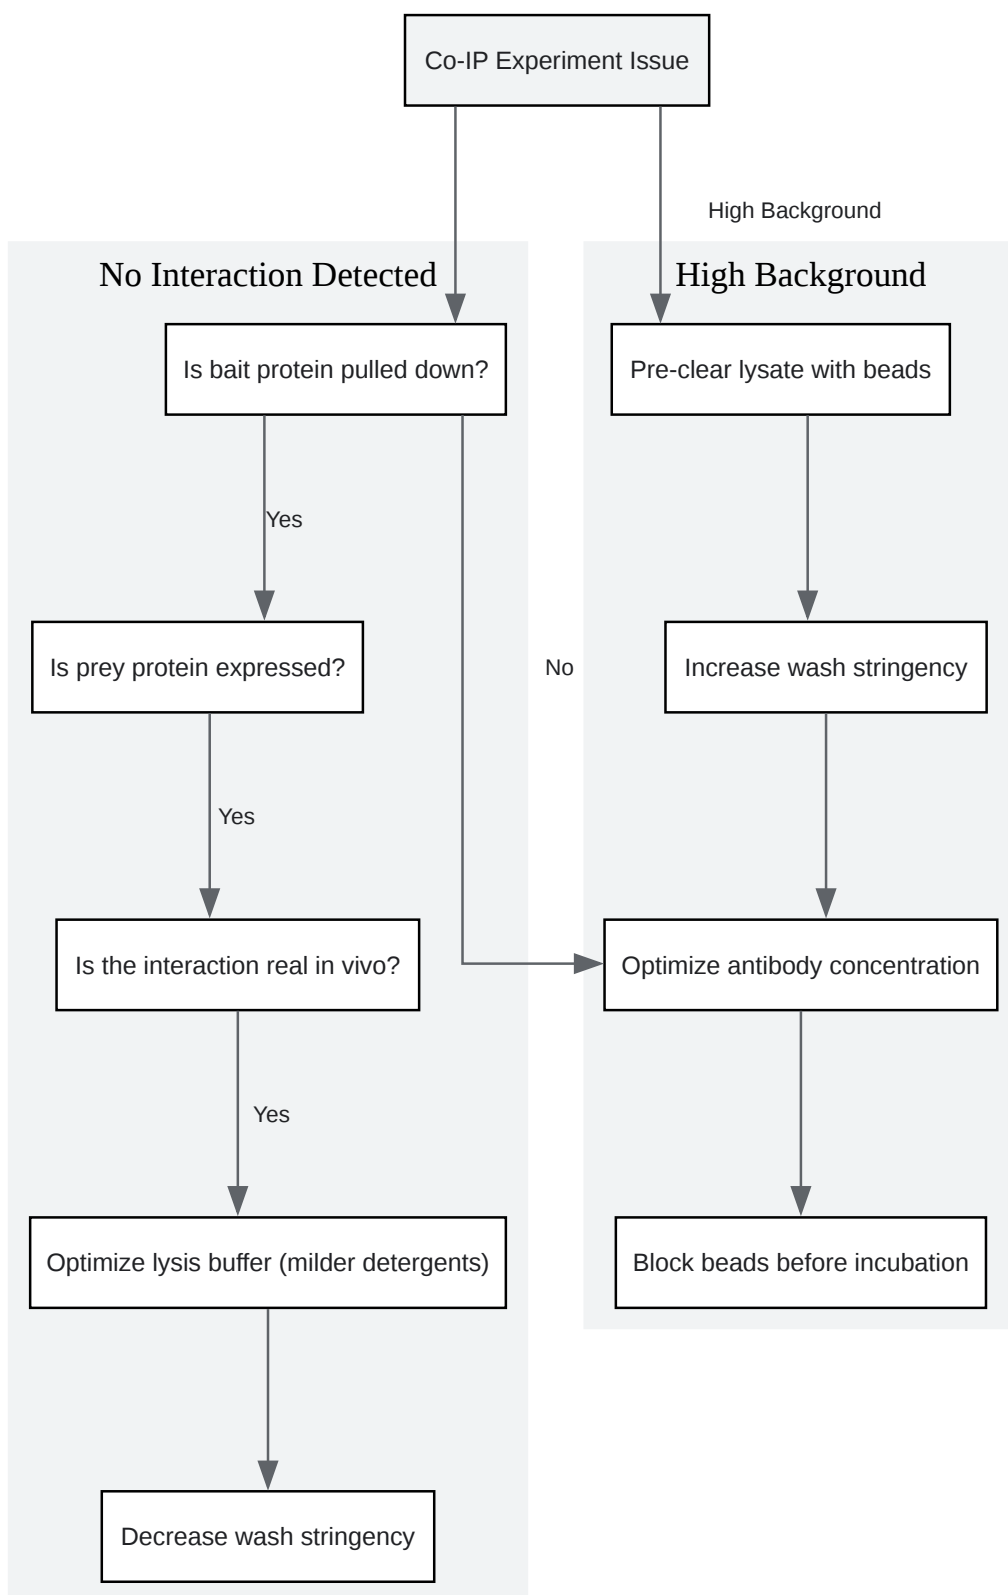 Co-IP Experiment Issue
High Background
No Interaction Detected
High Background
Is bait protein pulled down?
Pre-clear lysate with beads
Yes
Is prey protein expressed?
No
Increase wash stringency
Yes
Is the interaction real in vivo?
Optimize antibody concentration
Yes
Optimize lysis buffer (milder detergents)
Block beads before incubation
Decrease wash stringency